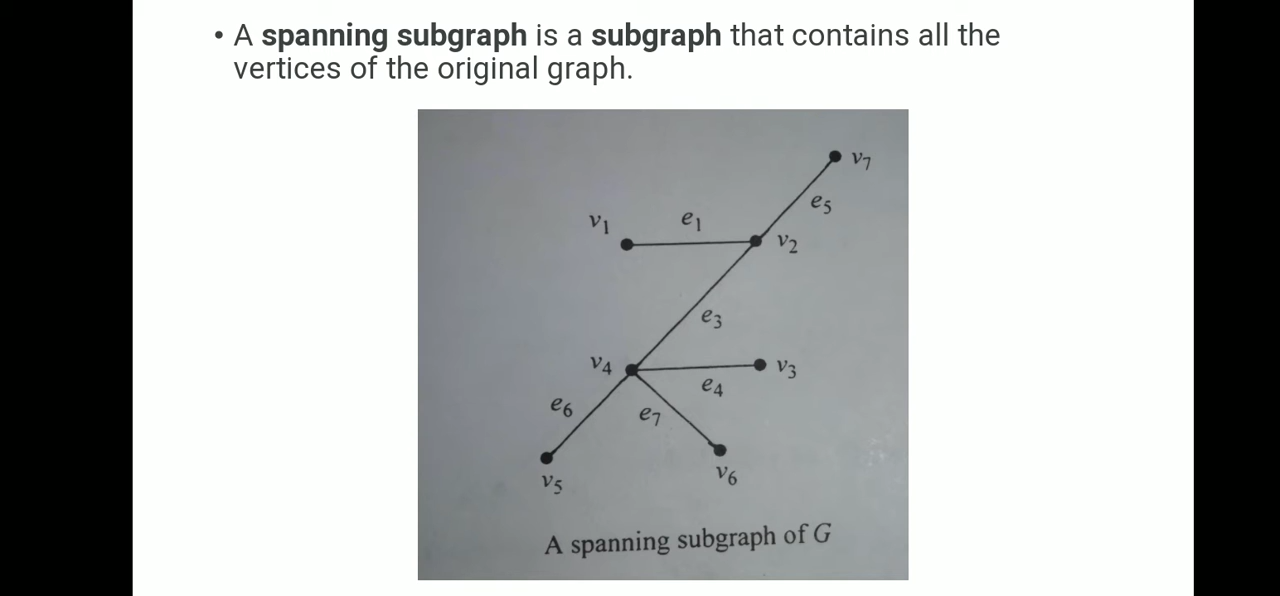 • A spanning subgraph is a subgraph that contains all the
vertices of the original graph.
v7
e5
v1
e1
v2
e3
v4
v3
e4
e6
e7
v5
v6
A spanning subgraph of G